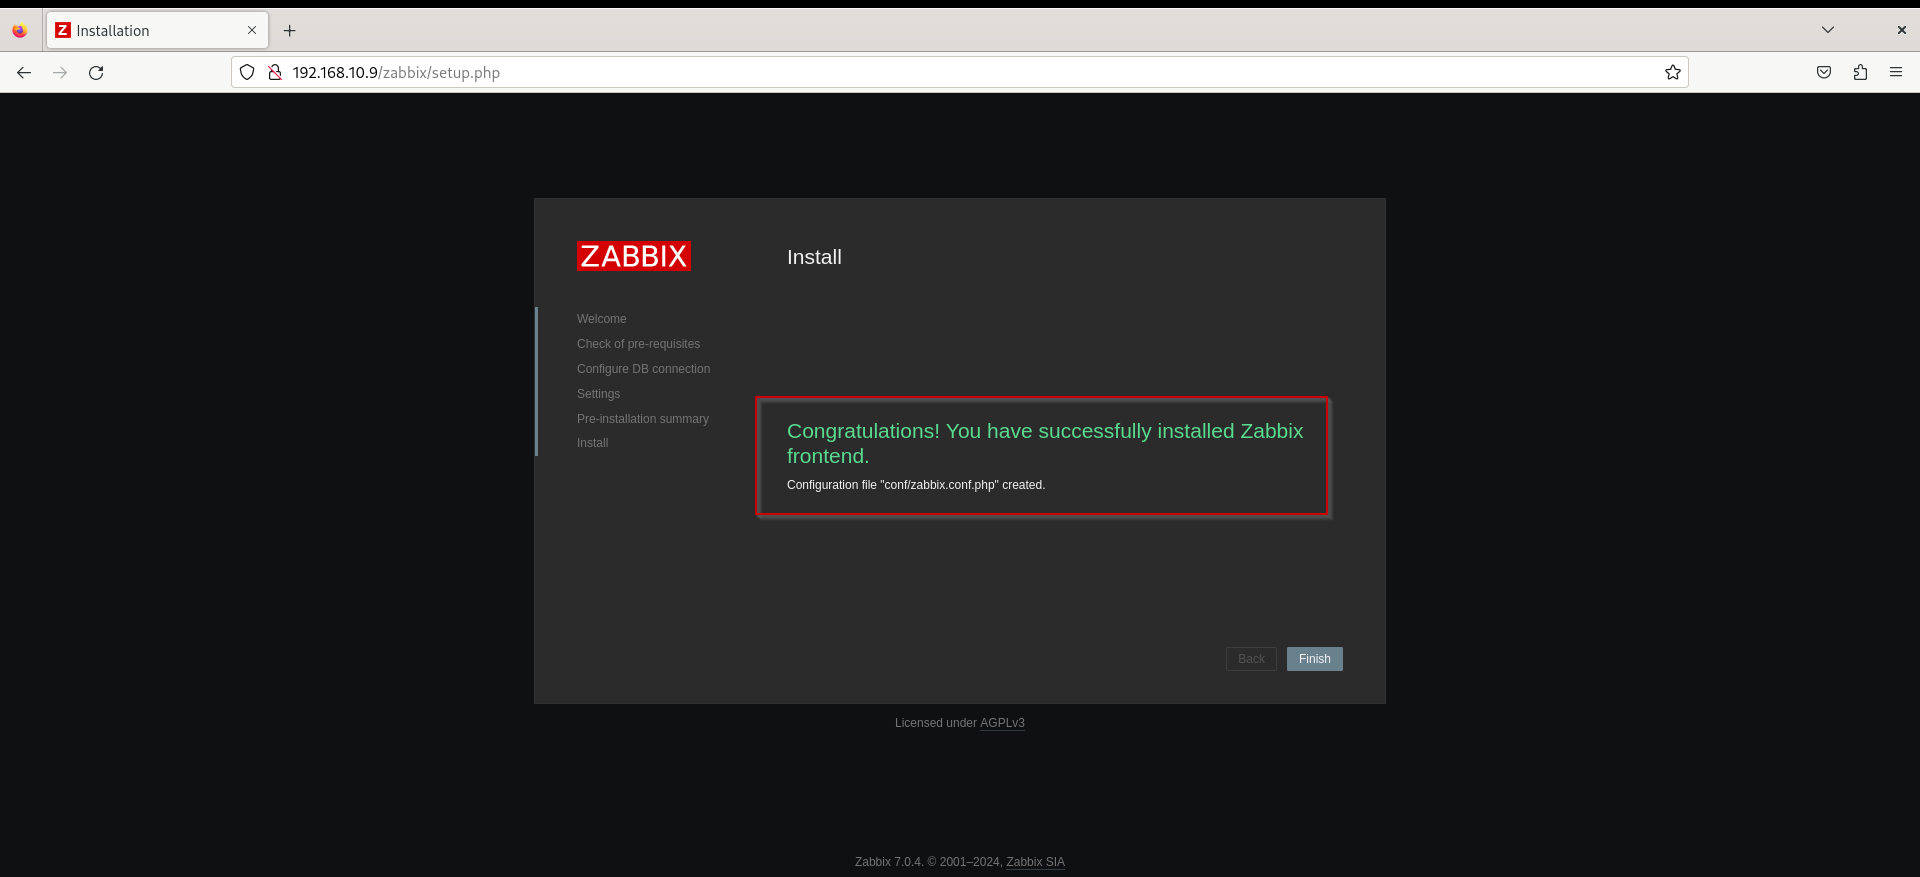 Installation
192.168.10.9/zabbix/setup.php
ZABBIX
Install
Welcome
Check of pre-requisites
Configure DB connection
Settings
Pre-installation summary
Install
Congratulations! You have successfully installed Zabbix
frontend.
Configuration file "conf/zabbix.conf.php" created.
Back
Finish
Licensed under AGPLv3
Zabbix 7.0.4. © 2001–2024, Zabbix SIA